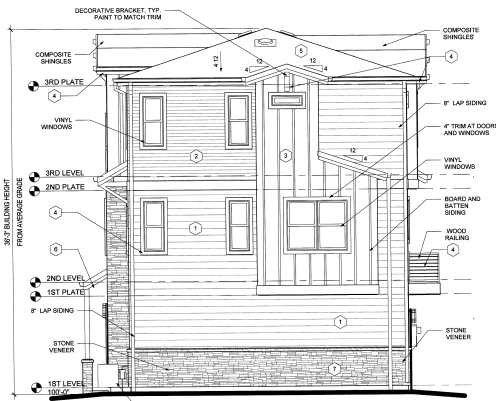 DECORATIVE BRACKET, TYP.
PAINT TO MATCH TRIM
COMPOSITE
SHINGLES
COMPOSITE
SHINGLES
5
12
12
4:12
4
4
4
3RD PLATE
4
8" LAP SIDING
4" TRIM AT DOORS
AND WINDOWS
VINYL
WINDOWS
12
4
2
3
VINYL
WINDOWS
3RD LEVEL
2ND PLATE
BOARD AND
BATTEN
SIDING
4
1
WOOD
RAILING
4
6
36'-3" BUILDING HEIGHT
FROM AVERAGE GRADE
2ND LEVEL
1ST PLATE
8" LAP SIDING
1
STONE
VENEER
STONE
VENEER
7
1ST LEVEL
100'-0"